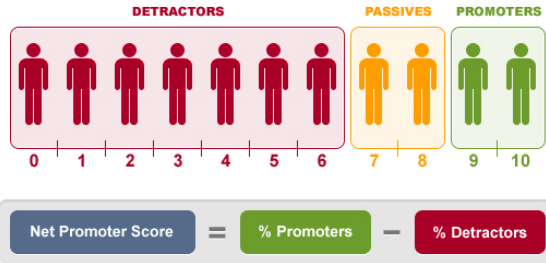 DETRACTORS PASSIVES PROMOTERS
0 1 2 3 4 5 6 7 8 9 10
Net Promoter Score = % Promoters − % Detractors